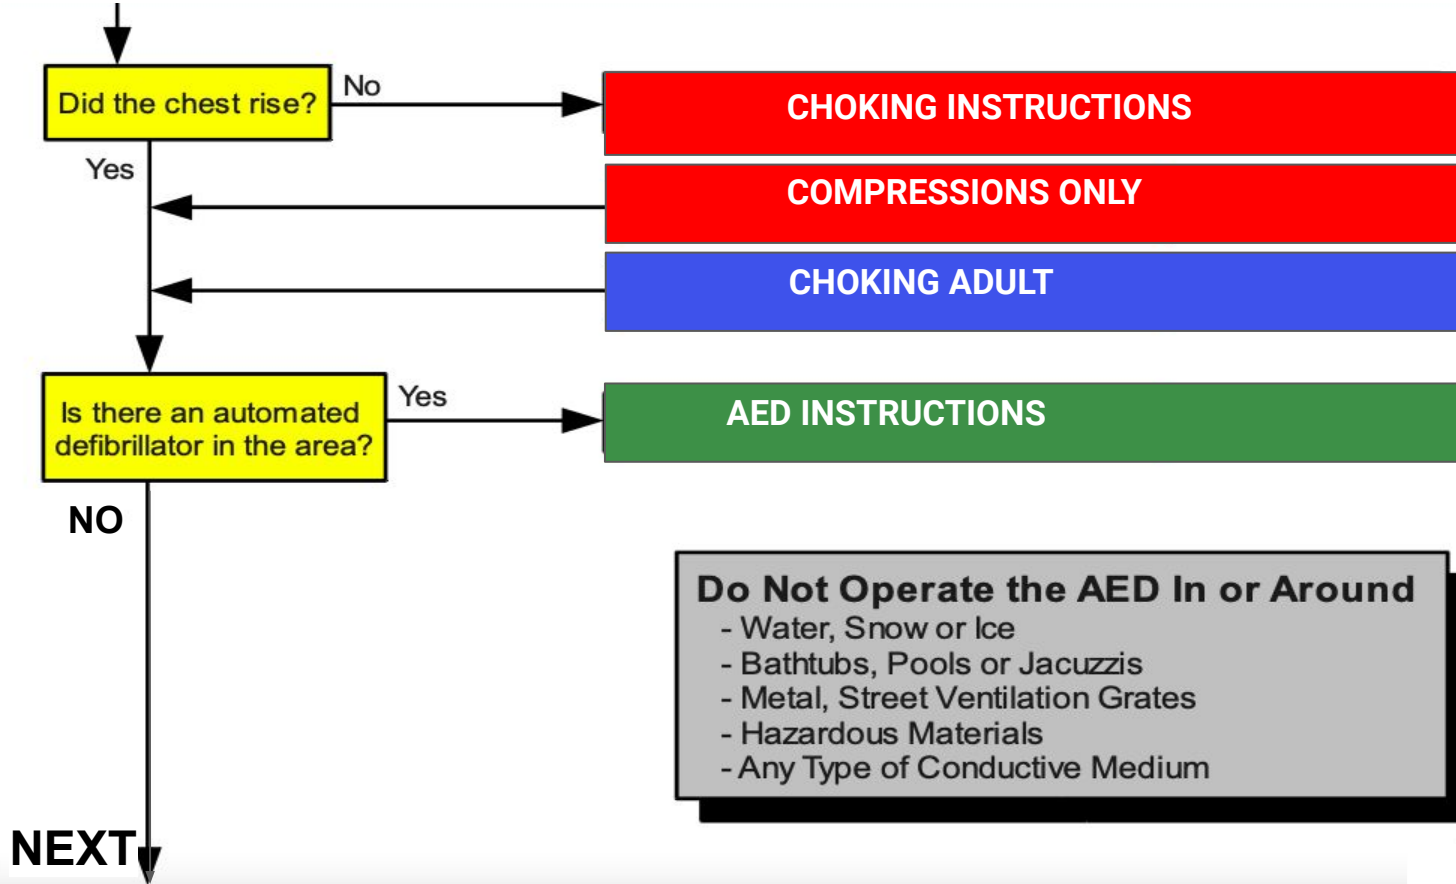 Did the chest rise?
No
CHOKING INSTRUCTIONS
Yes
COMPRESSIONS ONLY
CHOKING ADULT
Is there an automated
defibrillator in the area?
Yes
AED INSTRUCTIONS
NO
Do Not Operate the AED In or Around
- Water, Snow or Ice
- Bathtubs, Pools or Jacuzzis
- Metal, Street Ventilation Grates
- Hazardous Materials
- Any Type of Conductive Medium
NEXT